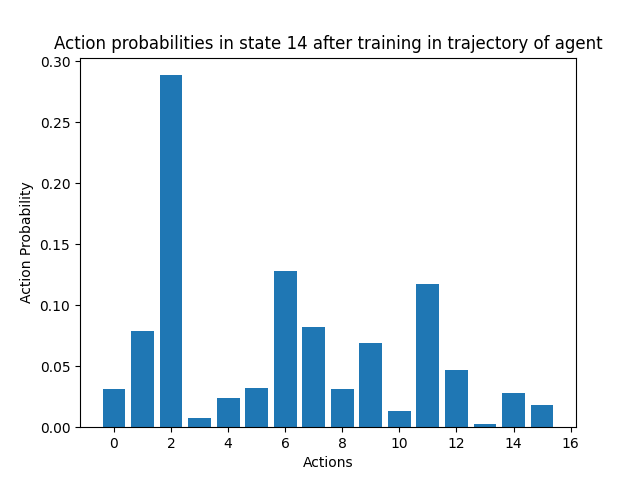 Action probabilities in state 14 after training in trajectory of agent
0.30
0.25
0.20
0.15
0.10
0.05
0.00
Action Probability
0 2 4 6 8 10 12 14 16
Actions